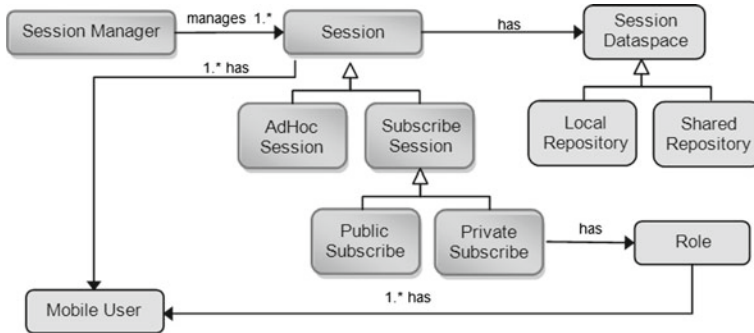 Session Manager
manages 1.*
Session
has
Session
Dataspace
1.* has
AdHoc
Session
Subscribe
Session
Local
Repository
Shared
Repository
Public
Subscribe
Private
Subscribe
has
Role
Mobile User
1.* has